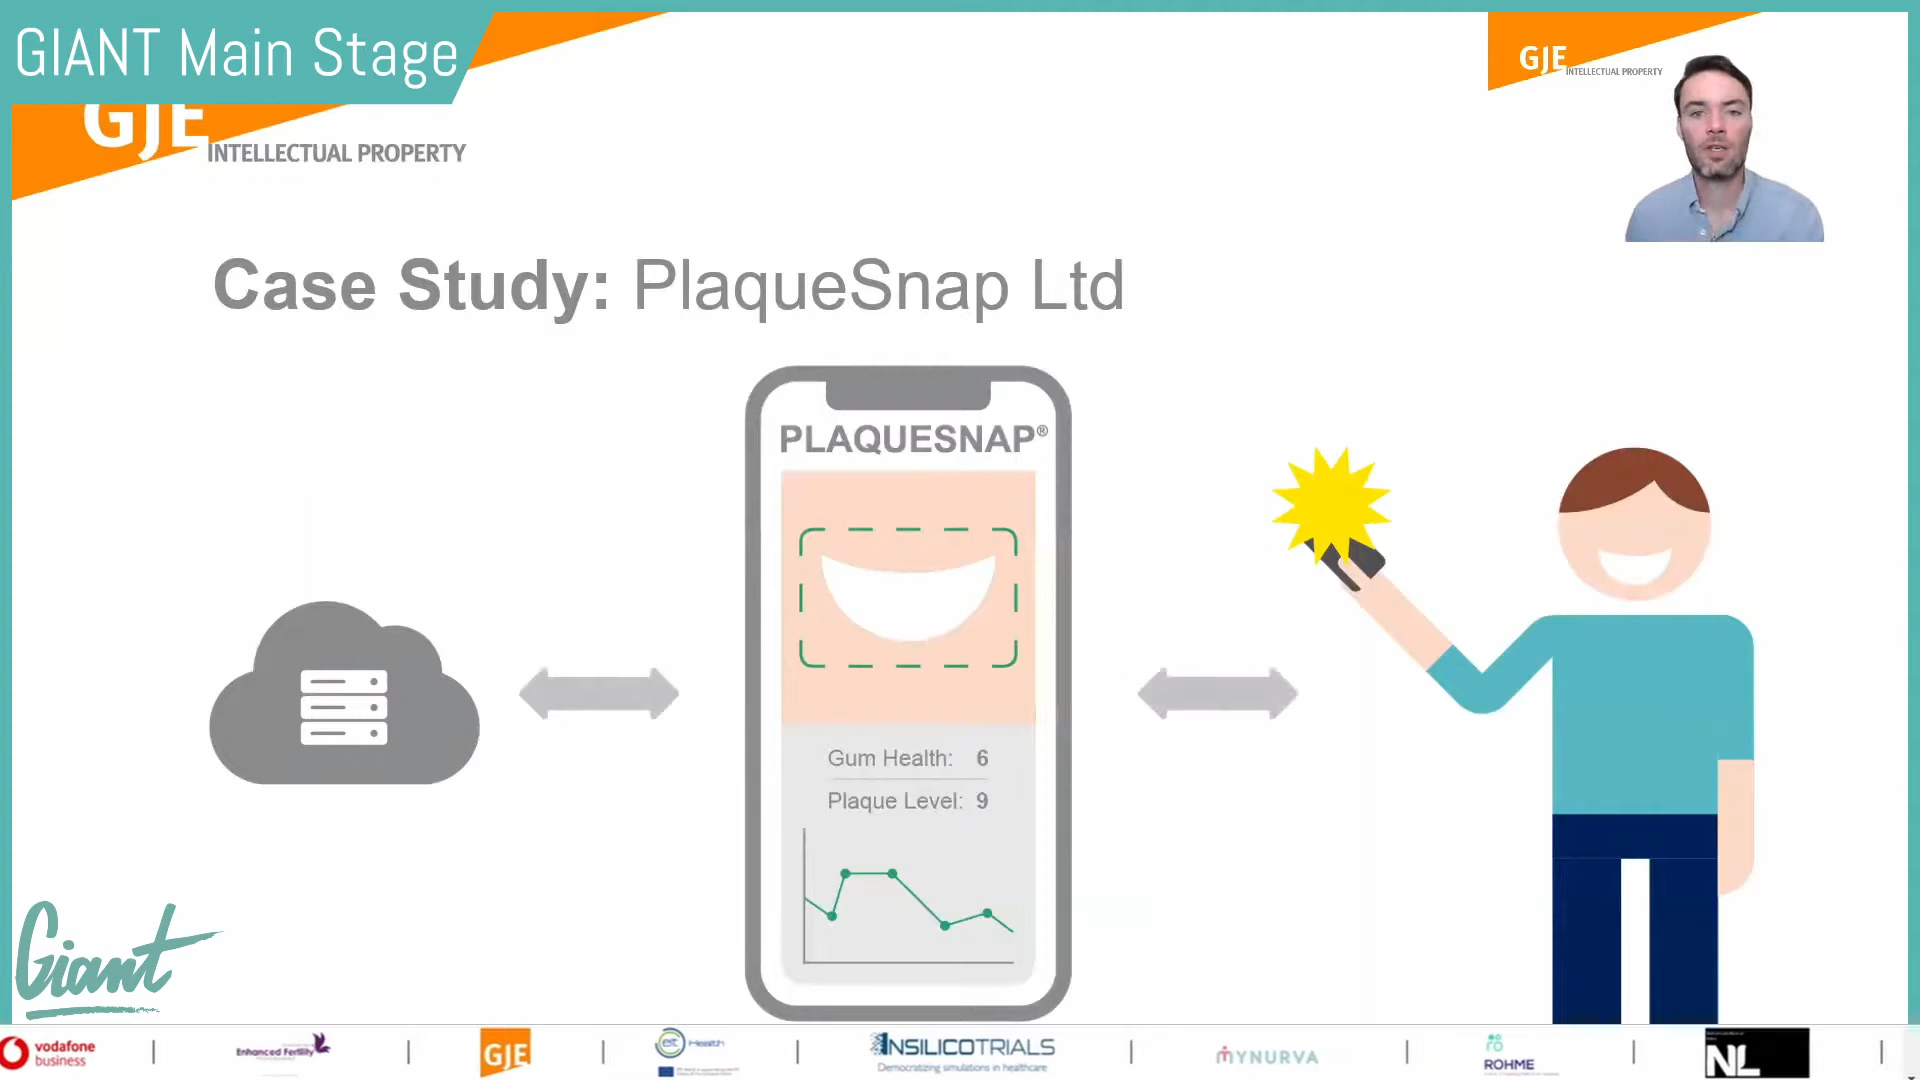 GIANT Main Stage
GJE
INTELLECTUAL PROPERTY
GJE
INTELLECTUAL PROPERTY
Case Study: PlaqueSnap Ltd
PLAQUESNAP®
Gum Health: 6
Plaque Level: 9
Giant
vodafone
business
Enhanced Fertility
GJE
eit Health
INSILICOTRIALS
Democratizing simulations in healthcare
MYNURVA
ROHME
NL